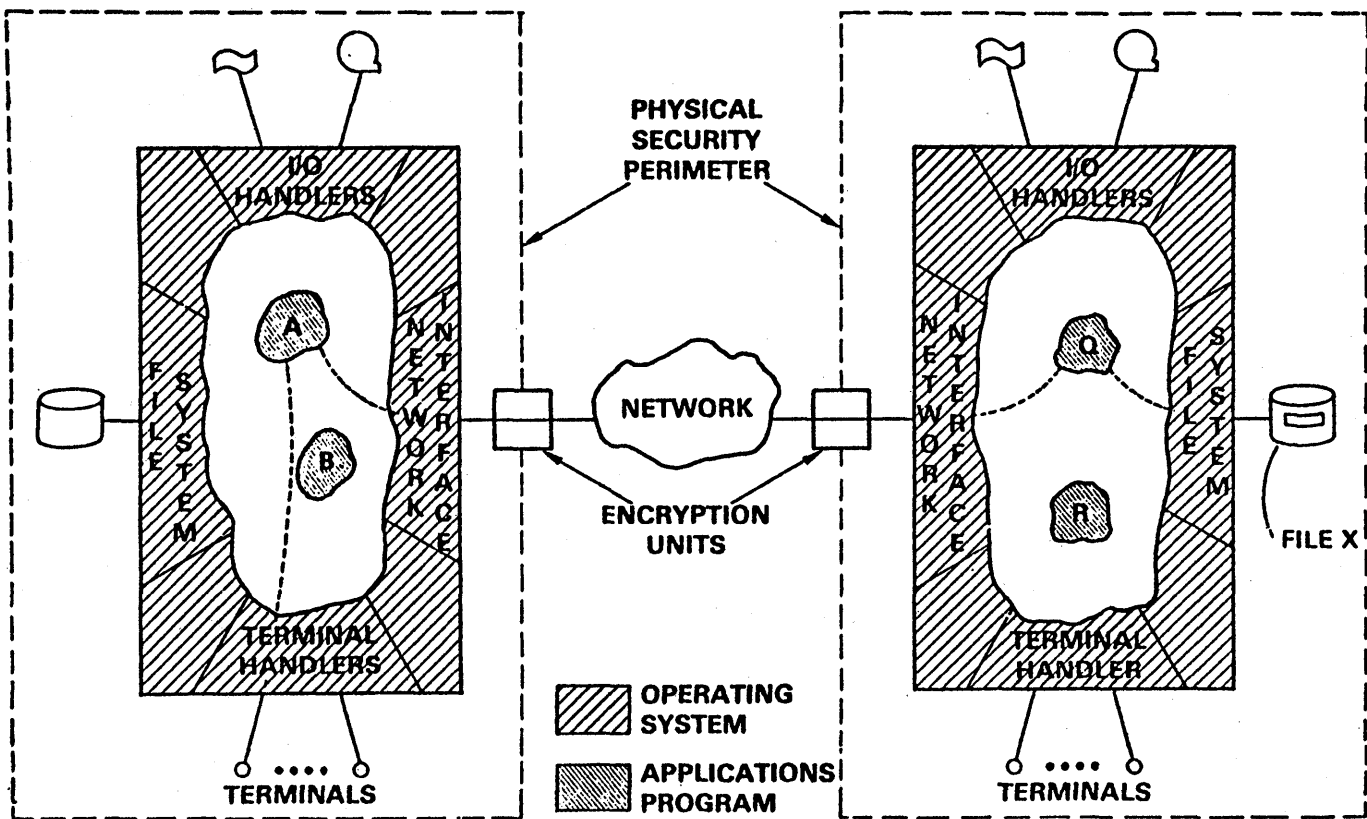 PHYSICAL
SECURITY
PERIMETER
I/O
HANDLERS
A
B
FILE
SYSTEM
NETWORK
INTERFACE
TERMINAL
HANDLERS
TERMINALS
NETWORK
ENCRYPTION
UNITS
OPERATING
SYSTEM
APPLICATIONS
PROGRAM
I/O
HANDLERS
NETWORK
INTERFACE
Q
R
FILE
SYSTEM
TERMINAL
HANDLER
TERMINALS
FILE X